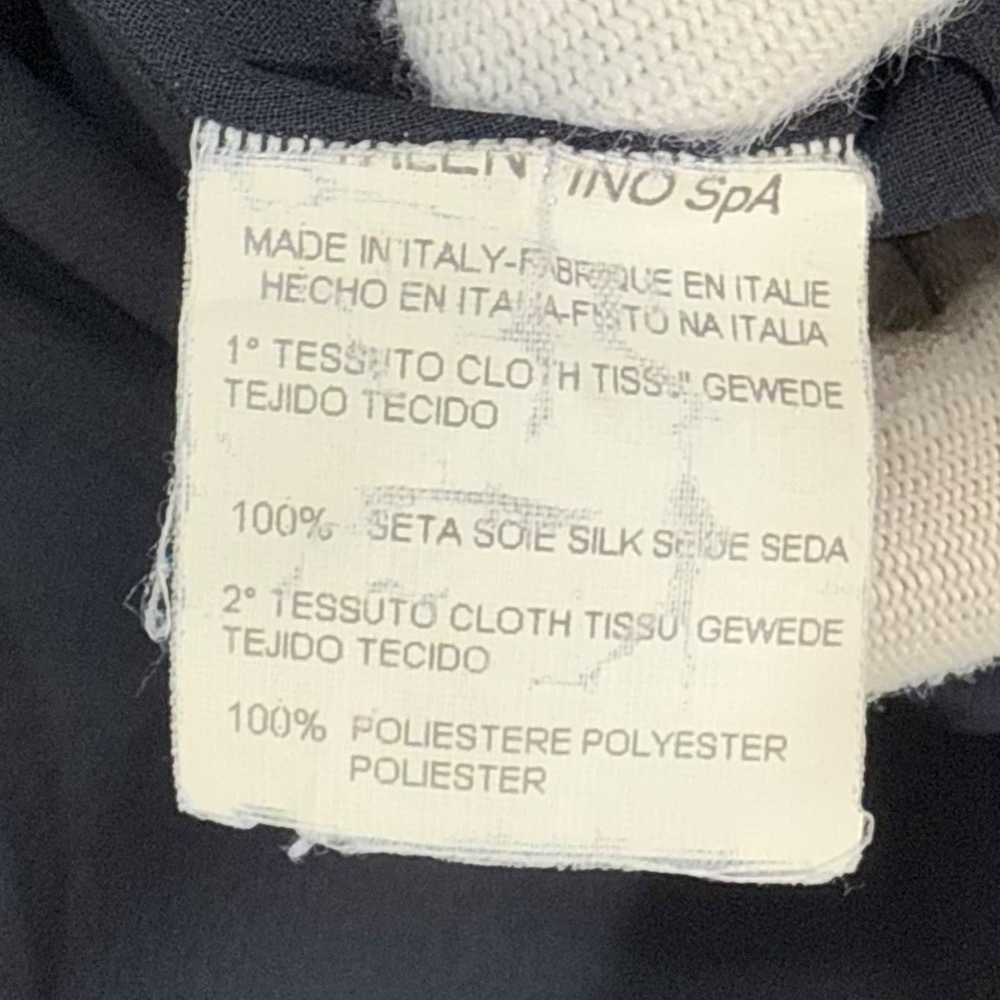 VALENTINO SpA
MADE IN ITALY-FABRIQUE EN ITALIE
HECHO EN ITALIA-FEITO NA ITALIA
1° TESSUTO CLOTH TISSU GEWEDE
TEJIDO TECIDO
100% SETA SOIE SILK SEIDE SEDA
2° TESSUTO CLOTH TISSU GEWEDE
TEJIDO TECIDO
100% POLIESTERE POLYESTER
POLIESTER